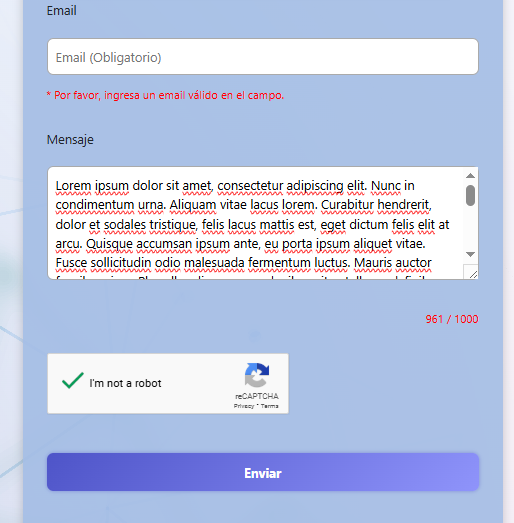 Email
Email (Obligatorio)
* Por favor, ingresa un email válido en el campo.
Mensaje
Lorem ipsum dolor sit amet, consectetur adipiscing elit. Nunc in
condimentum urna. Aliquam vitae lacus lorem. Curabitur hendrerit,
dolor et sodales tristique, felis lacus mattis est, eget dictum felis elit at
arcu. Quisque accumsan ipsum ante, eu porta ipsum aliquet vitae.
Fusce sollicitudin odio malesuada fermentum luctus. Mauris auctor
961 / 1000
I'm not a robot
reCAPTCHA
Privacy - Terms
Enviar